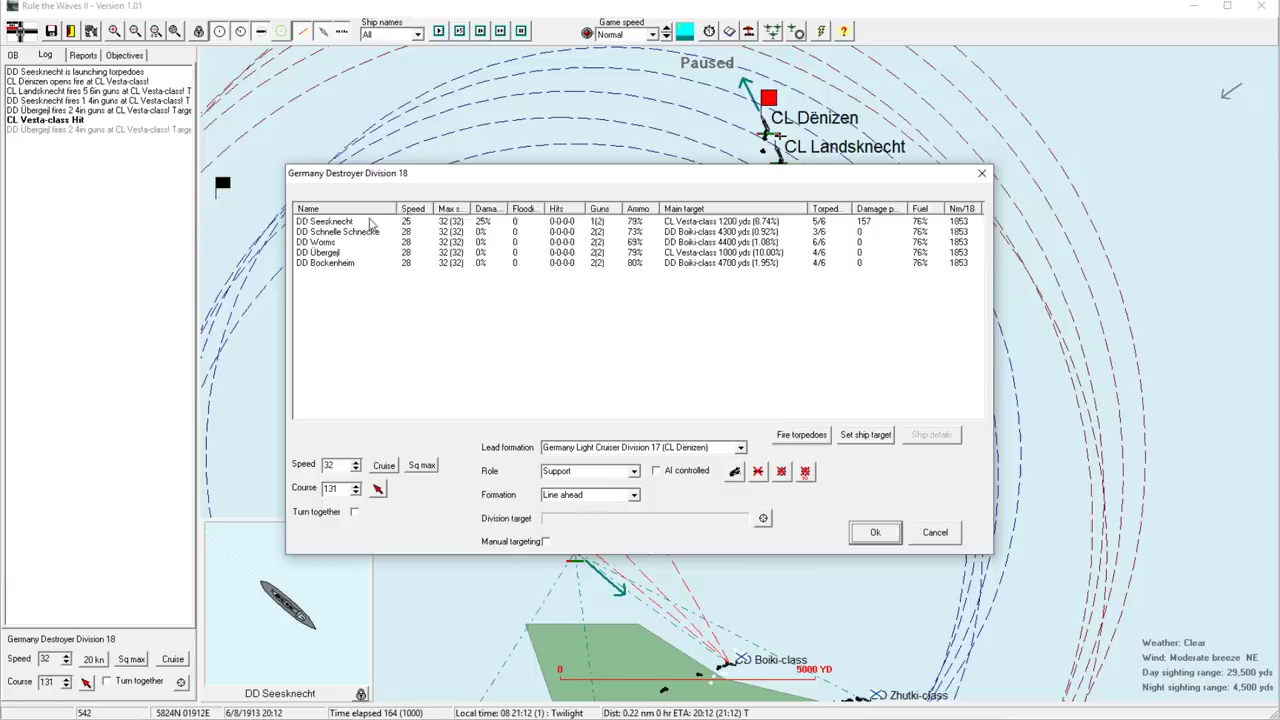 Rule the Waves II - Version 1.01
Ship names
All
Game speed
Normal
OB Log Reports Objectives
DD Seesknecht is launching torpedoes
CL Dënizen opens fire at CL Vesta-class!
CL Landsknecht fires 5 6in guns at CL Vesta-class! T
DD Seesknecht fires 1 4in guns at CL Vesta-class! T
DD Übergejl fires 2 4in guns at CL Vesta-class! Targe
CL Vesta-class Hit
DD Übergejl fires 2 4in guns at CL Vesta-class! Targe
Paused
CL Dënizen
CL Landsknecht
Germany Destroyer Division 18
Name Speed Max s... Dama... Floodi... Hits Guns Ammo Main target Torped... Damage p... Fuel Nm/18
DD Seesknecht 25 32 (32) 25% 0 0-0-0-0 1(2) 79% CL Vesta-class 1200 yds (8.74%) 5/6 157 76% 1853
DD Schnelle Schnecke 28 32 (32) 0% 0 0-0-0-0 2(2) 73% DD Boiki-class 4300 yds (0.92%) 3/6 0 76% 1853
DD Worms 28 32 (32) 0% 0 0-0-0-0 2(2) 69% DD Boiki-class 4400 yds (1.08%) 6/6 0 76% 1853
DD Übergejl 28 32 (32) 0% 0 0-0-0-0 2(2) 79% CL Vesta-class 1000 yds (10.00%) 4/6 0 76% 1853
DD Bockenheim 28 32 (32) 0% 0 0-0-0-0 2(2) 80% DD Boiki-class 4700 yds (1.95%) 4/6 0 76% 1853
Fire torpedoes Set ship target Ship details
Lead formation Germany Light Cruiser Division 17 (CL Dënizen)
Speed 32 Cruise Sq max
Role Support AI controlled
Course 131
Formation Line ahead
Turn together
Division target
Manual targeting
Ok Cancel
0 5000 YD
Boiki-class
Zhutki-class
Weather: Clear
Wind: Moderate breeze NE
Day sighting range: 29,500 yards
Night sighting range: 4,500 yards
Germany Destroyer Division 18
Speed 32 20 kn Sq max Cruise
Course 131 Turn together
DD Seesknecht
542 5824N 01912E 6/8/1913 20:12 Time elapsed 164 (1000) Local time: 08 21:12 (1) : Twilight Dist: 0.22 nm 0 hr ETA: 20:12 (21:12) T